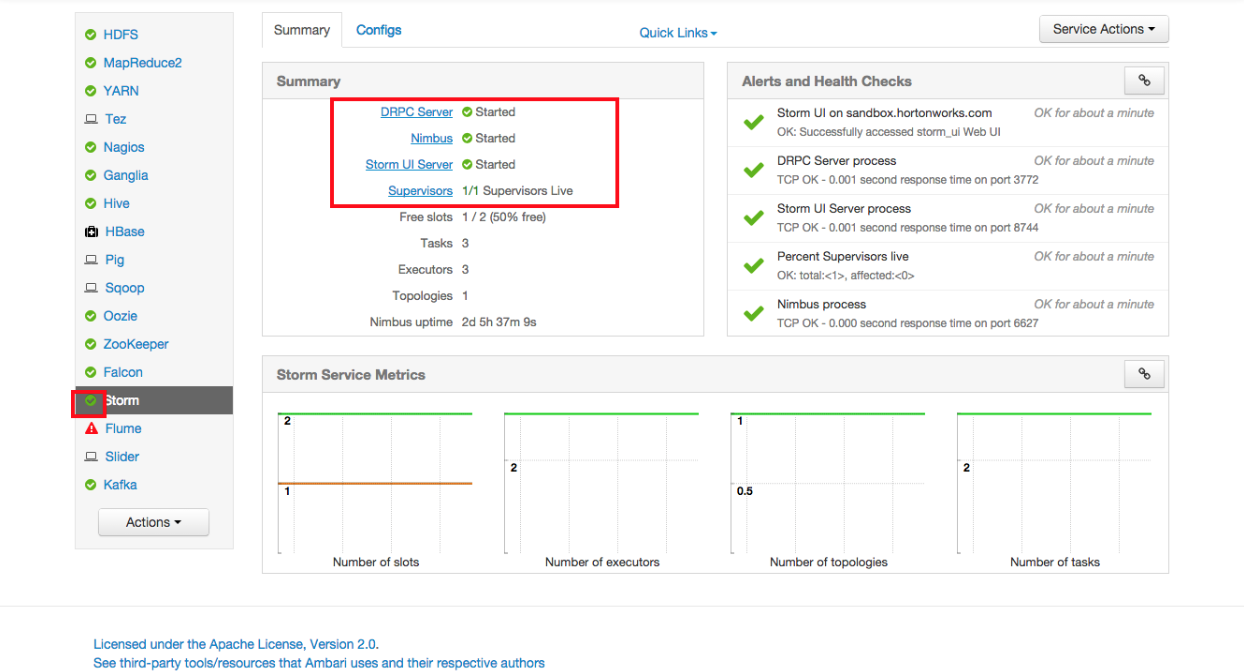 HDFS
MapReduce2
YARN
Tez
Nagios
Ganglia
Hive
HBase
Pig
Sqoop
Oozie
ZooKeeper
Falcon
Storm
Flume
Slider
Kafka
Actions
Summary Configs Quick Links Service Actions
Summary
DRPC Server Started
Nimbus Started
Storm UI Server Started
Supervisors 1/1 Supervisors Live
Free slots 1 / 2 (50% free)
Tasks 3
Executors 3
Topologies 1
Nimbus uptime 2d 5h 37m 9s
Alerts and Health Checks
Storm UI on sandbox.hortonworks.com OK for about a minute
OK: Successfully accessed storm_ui Web UI
DRPC Server process OK for about a minute
TCP OK - 0.001 second response time on port 3772
Storm UI Server process OK for about a minute
TCP OK - 0.001 second response time on port 8744
Percent Supervisors live OK for about a minute
OK: total:<1>, affected:<0>
Nimbus process OK for about a minute
TCP OK - 0.000 second response time on port 6627
Storm Service Metrics
2
1
Number of slots
2
Number of executors
1
0.5
Number of topologies
2
Number of tasks
Licensed under the Apache License, Version 2.0.
See third-party tools/resources that Ambari uses and their respective authors